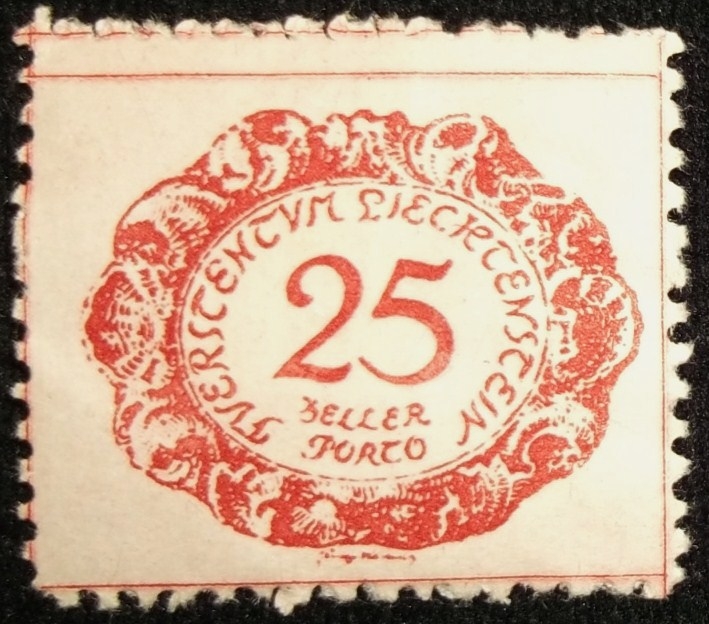 FVERSTENTVM LIECHTENSTEIN
25
HELLER
PORTO